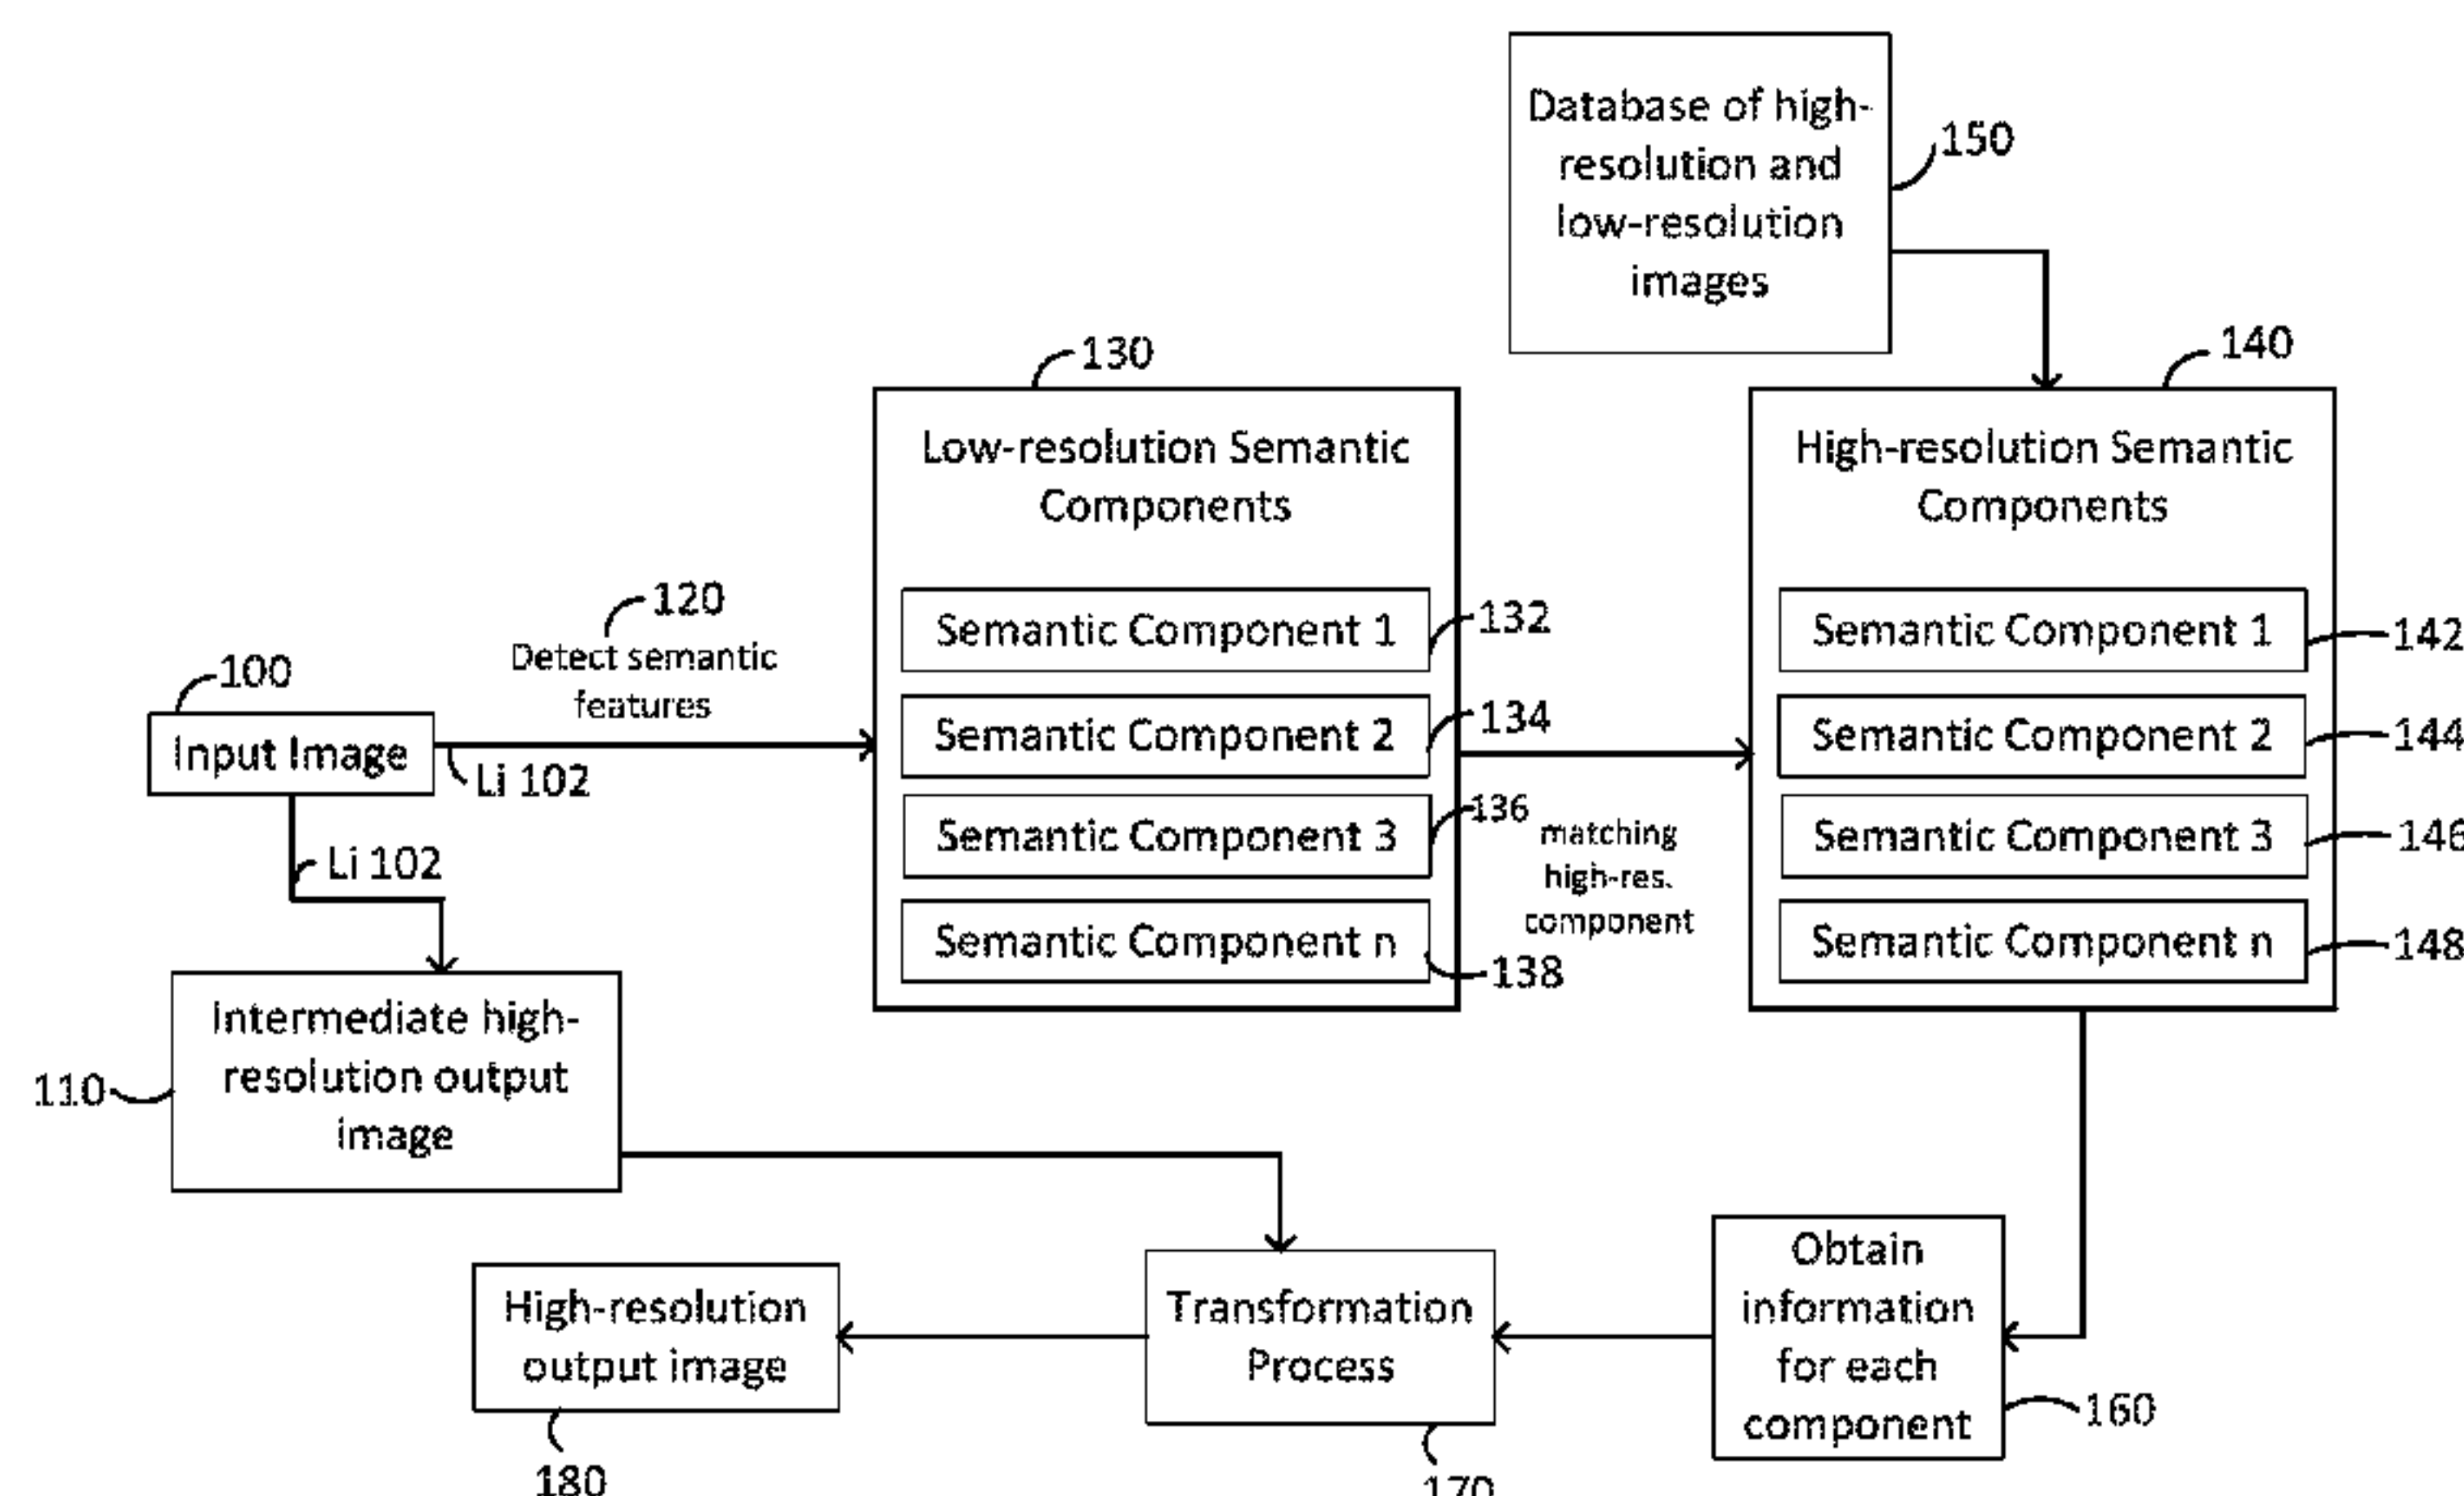 Database of high-
resolution and
low-resolution
images
150
130
140
Low-resolution Semantic
Components
High-resolution Semantic
Components
120
Detect semantic
features
Semantic Component 1
132
Semantic Component 1
142
100
Input Image
Li 102
Semantic Component 2
134
Semantic Component 2
144
Li 102
Semantic Component 3
136
matching
high-res.
component
Semantic Component 3
146
Semantic Component n
138
Semantic Component n
148
110
Intermediate high-
resolution output
image
High-resolution
output image
180
Transformation
Process
170
Obtain
information
for each
component
160